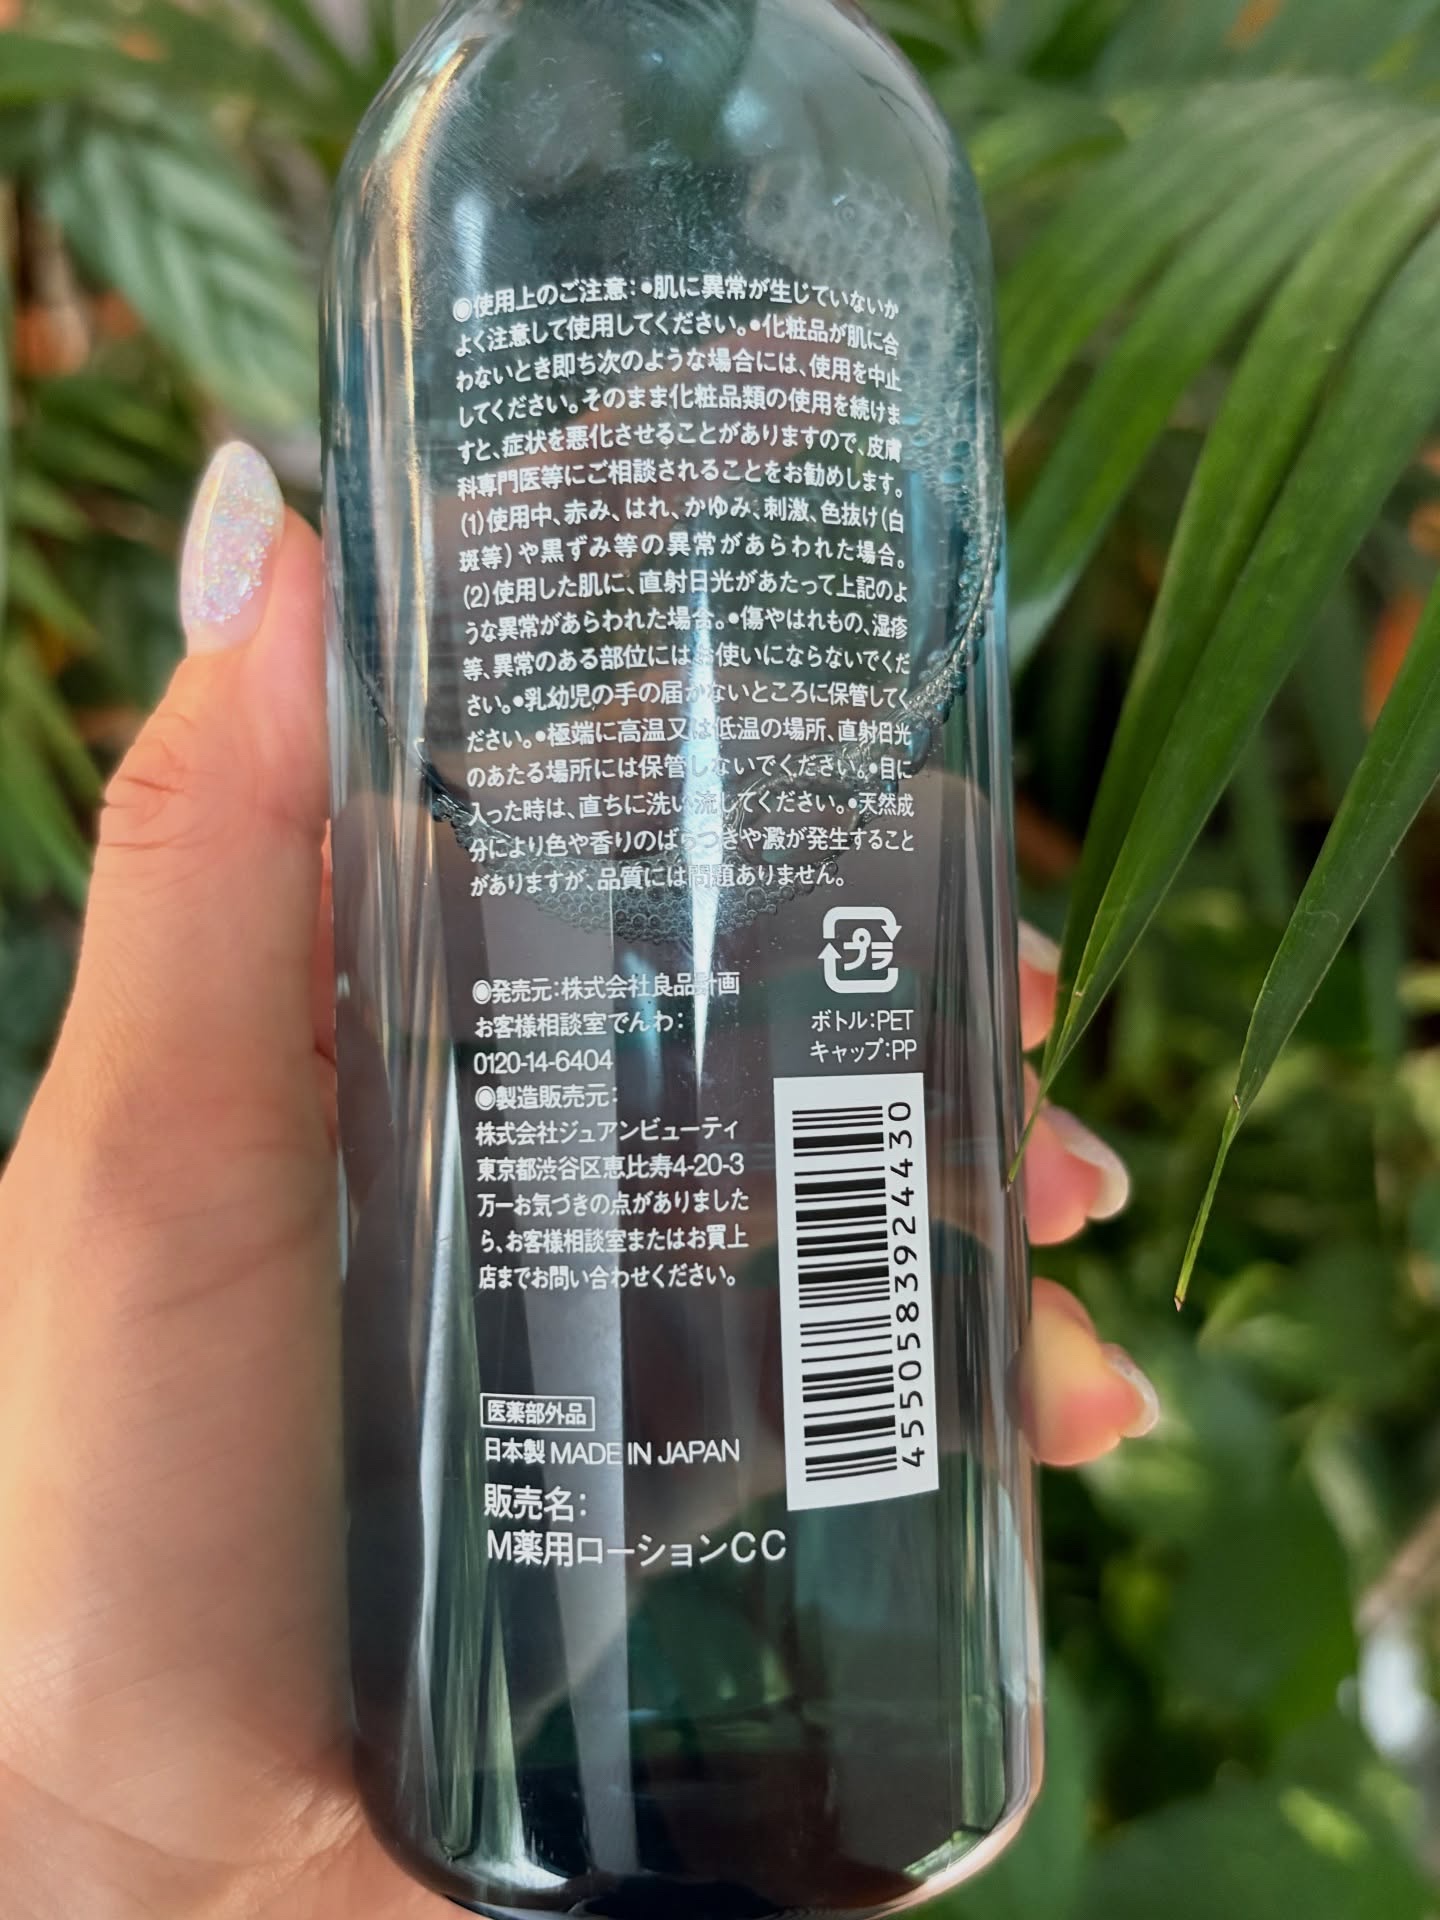 ◉使用上のご注意:•肌に異常が生じていないか
よく注意して使用してください。•化粧品が肌に合
わないとき即ち次のような場合には、使用を中止
してください。そのまま化粧品類の使用を続けま
すと、症状を悪化させることがありますので、皮膚
科専門医等にご相談されることをお勧めします。
(1)使用中、赤み、はれ、かゆみ、刺激、色抜け(白
斑等)や黒ずみ等の異常があらわれた場合。
(2)使用した肌に、直射日光があたって上記のよ
うな異常があらわれた場合。•傷やはれもの、湿疹
等、異常のある部位にはお使いにならないでくだ
さい。•乳幼児の手の届かないところに保管してく
ださい。•極端に高温又は低温の場所、直射日光
のあたる場所には保管しないでください。•目に
入った時は、直ちに洗い流してください。•天然成
分により色や香りのばらつきや澱が発生すること
がありますが、品質には問題ありません。
プラ
ボトル:PET
キャップ:PP
◉発売元:株式会社良品計画
お客様相談室でんわ:
0120-14-6404
◉製造販売元:
株式会社ジュアンビューティ
東京都渋谷区恵比寿4-20-3
万一お気づきの点がありました
ら、お客様相談室またはお買上
店までお問い合わせください。
4550583924430
医薬部外品
日本製 MADE IN JAPAN
販売名:
M薬用ローションCC